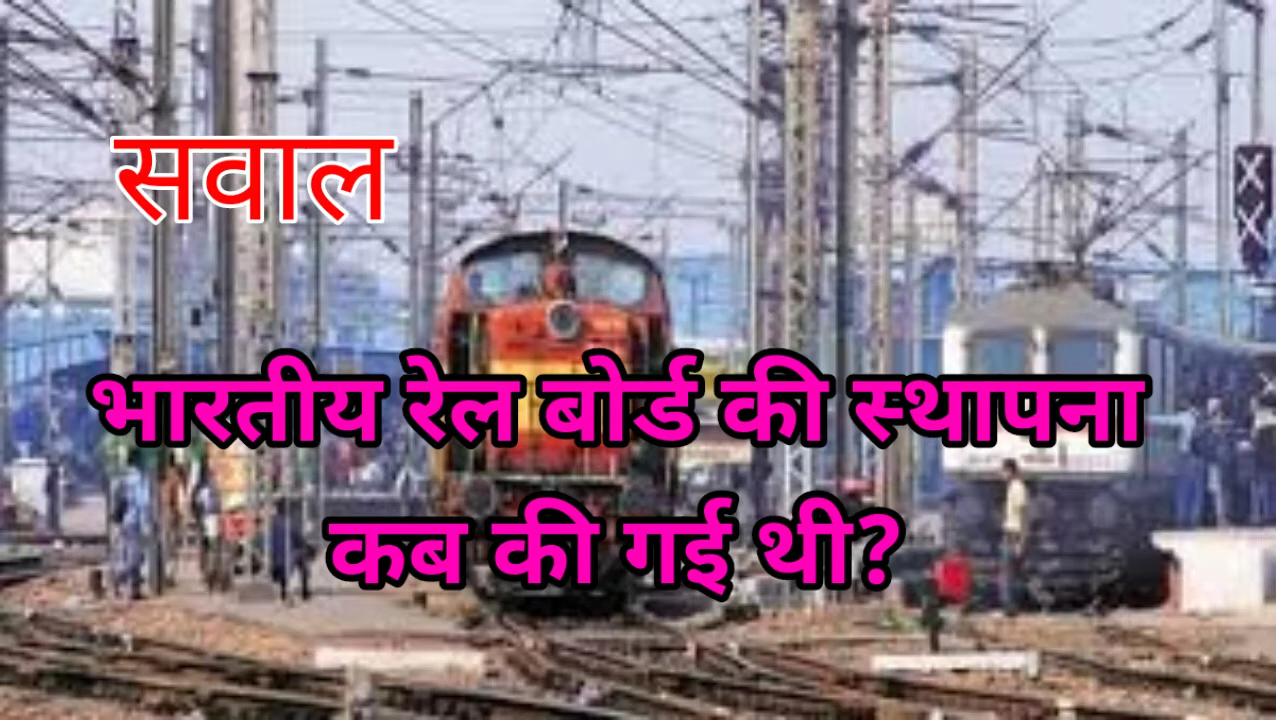 सवाल
भारतीय रेल बोर्ड की स्थापना
कब की गई थी?